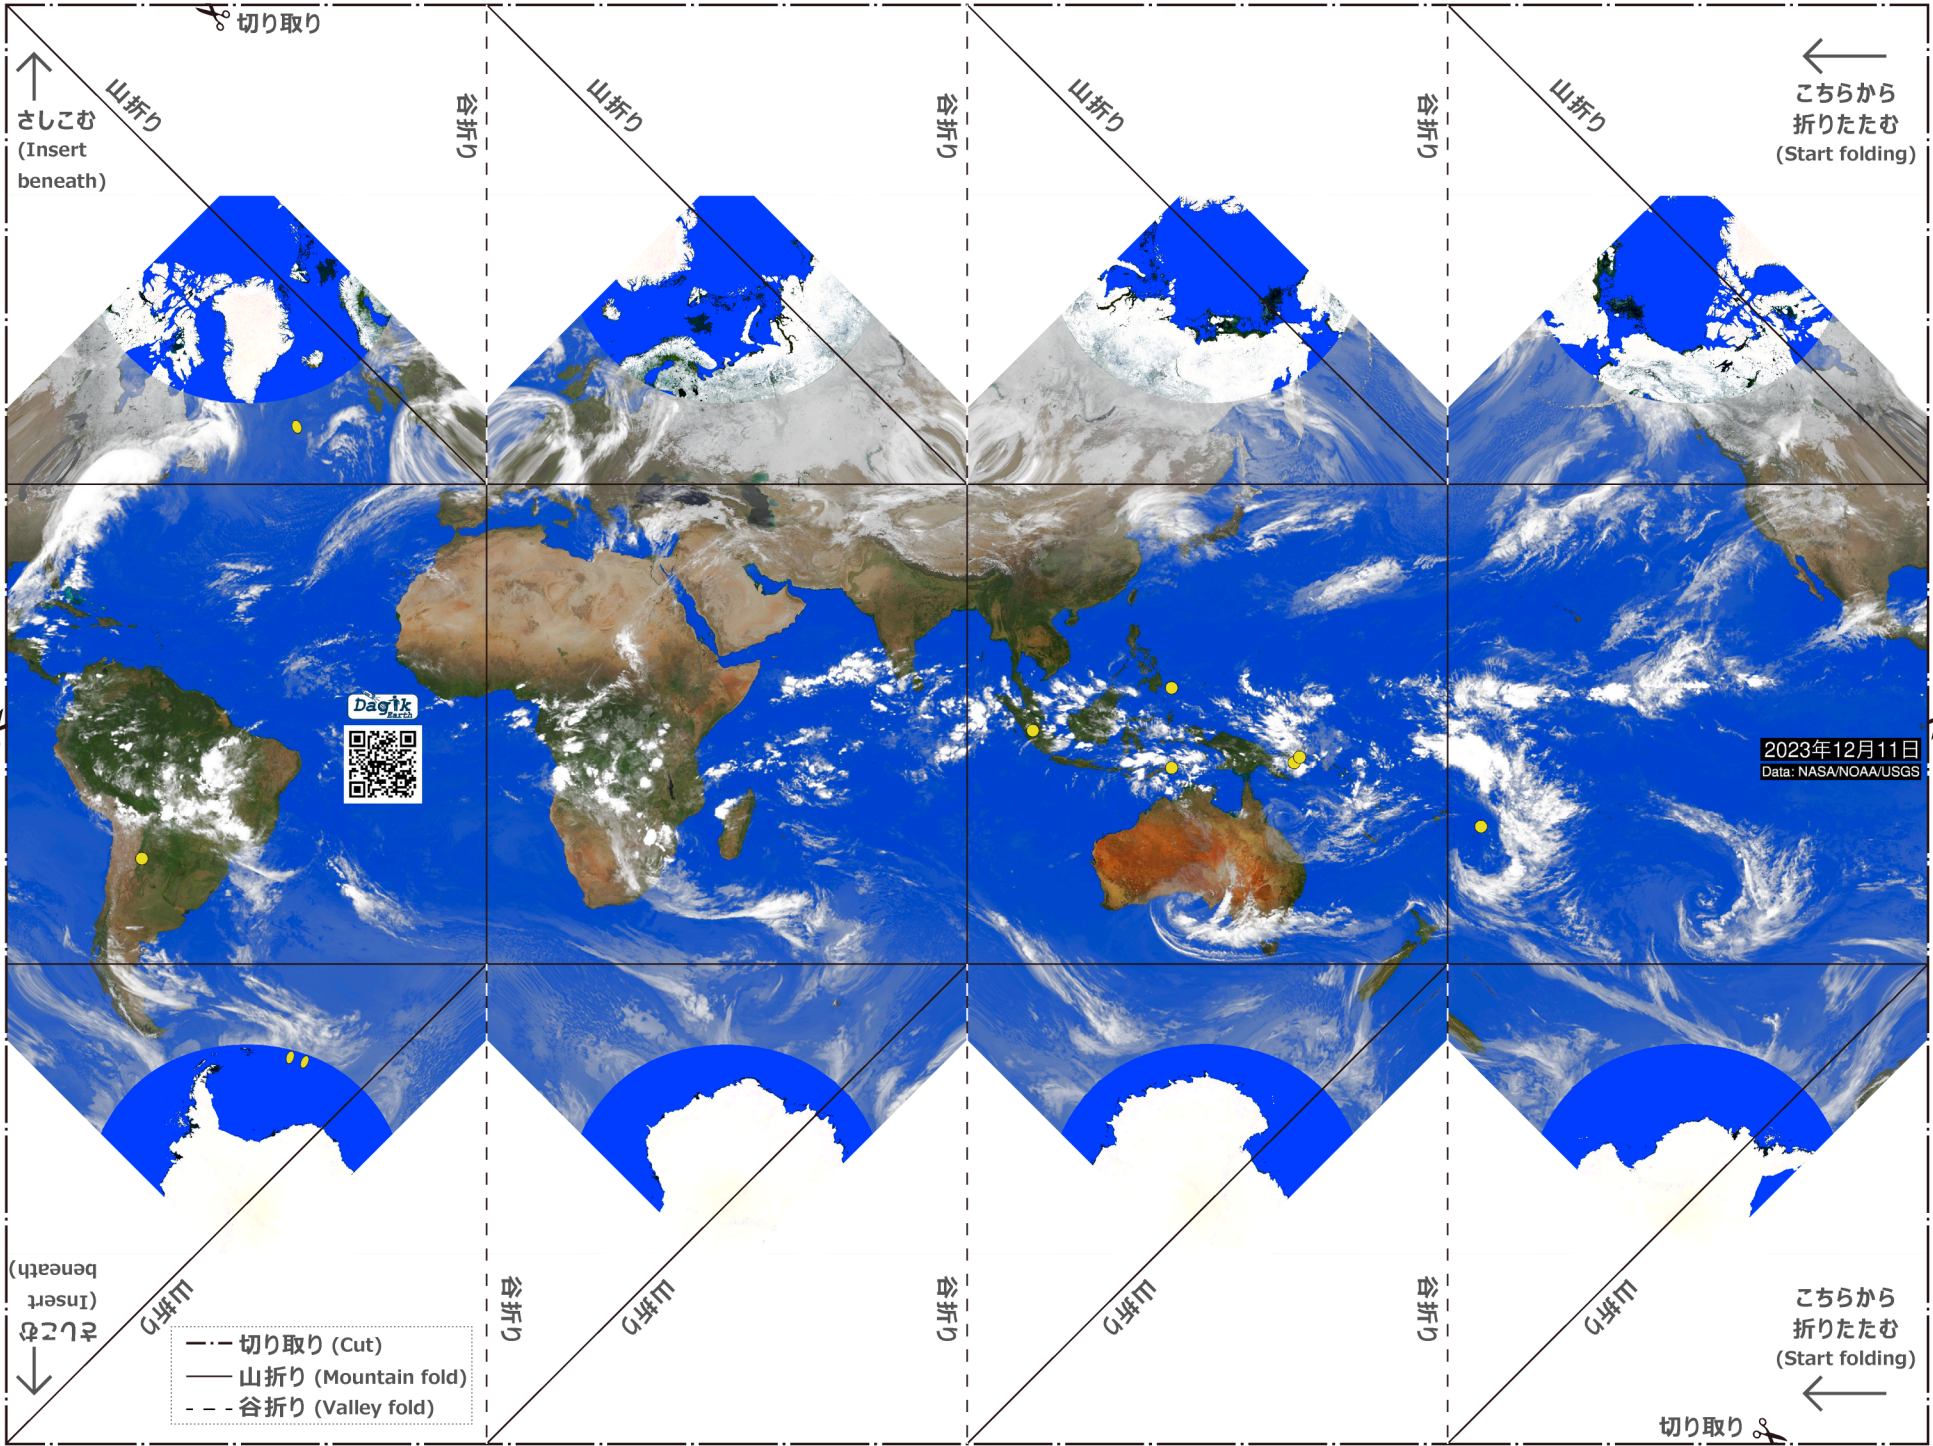 切り取り
山折り
谷折り
山折り
谷折り
山折り
谷折り
山折り
さしこむ
(Insert
beneath)
こちらから
折りたたむ
(Start folding)
Dagik
Earth
2023年12月11日
Data: NASA/NOAA/USGS
さしこむ
(Insert
beneath)
山折り
谷折り
山折り
谷折り
山折り
谷折り
山折り
切り取り (Cut)
山折り (Mountain fold)
谷折り (Valley fold)
こちらから
折りたたむ
(Start folding)
切り取り